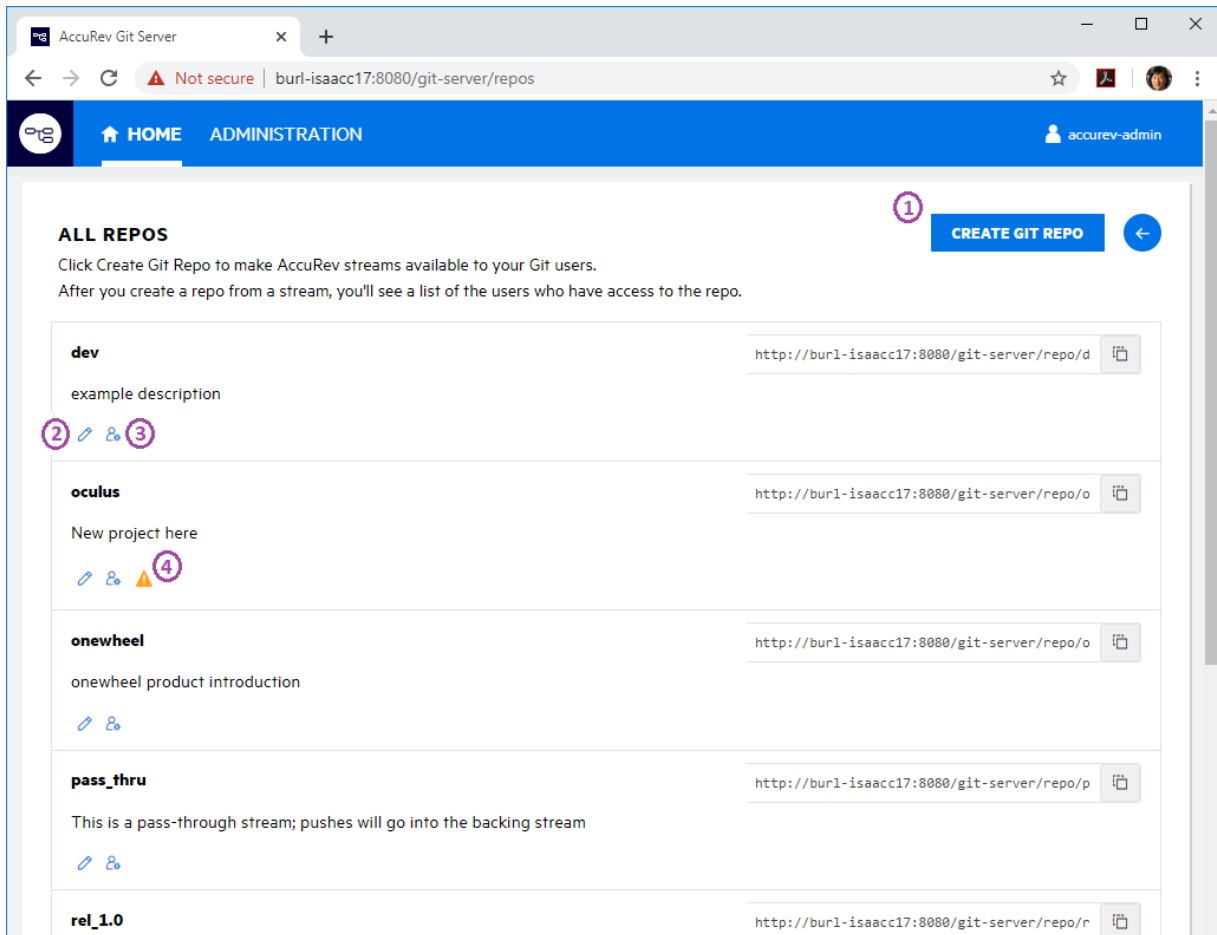 AccuRev Git Server
Not secure | burl-isaacc17:8080/git-server/repos
HOME ADMINISTRATION accurev-admin
1
ALL REPOS CREATE GIT REPO
Click Create Git Repo to make AccuRev streams available to your Git users.
After you create a repo from a stream, you'll see a list of the users who have access to the repo.
dev http://burl-isaacc17:8080/git-server/repo/d
example description
2 3
oculus http://burl-isaacc17:8080/git-server/repo/o
New project here
4
onewheel http://burl-isaacc17:8080/git-server/repo/o
onewheel product introduction
pass_thru http://burl-isaacc17:8080/git-server/repo/p
This is a pass-through stream; pushes will go into the backing stream
rel_1.0 http://burl-isaacc17:8080/git-server/repo/r